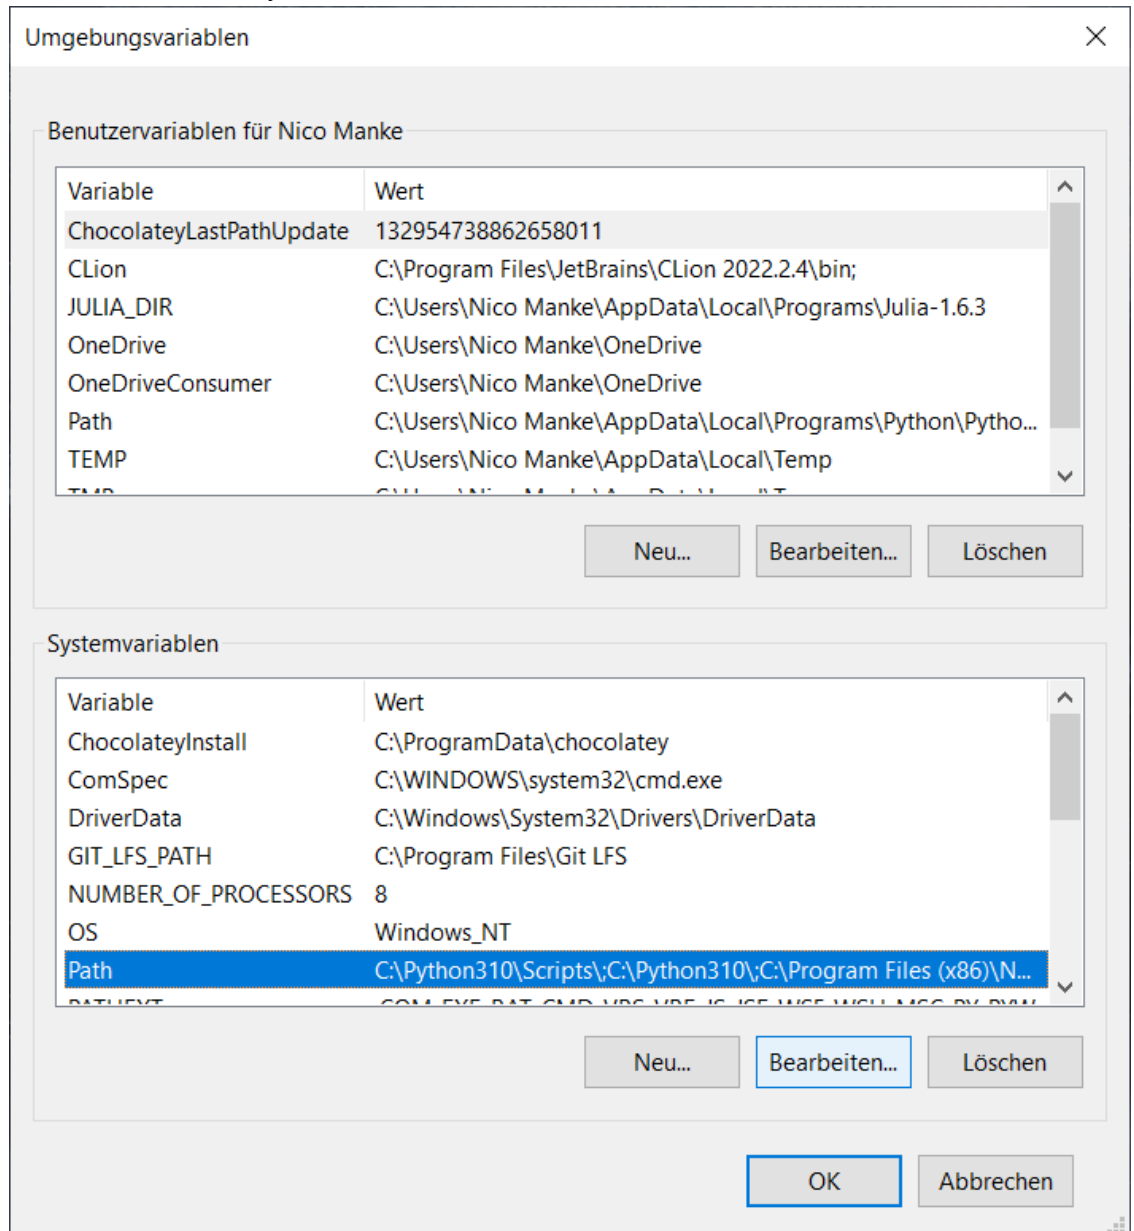 Umgebungsvariablen
Benutzervariablen für Nico Manke
Variable Wert
ChocolateyLastPathUpdate 132954738862658011
CLion C:\Program Files\JetBrains\CLion 2022.2.4\bin;
JULIA_DIR C:\Users\Nico Manke\AppData\Local\Programs\Julia-1.6.3
OneDrive C:\Users\Nico Manke\OneDrive
OneDriveConsumer C:\Users\Nico Manke\OneDrive
Path C:\Users\Nico Manke\AppData\Local\Programs\Python\Pytho...
TEMP C:\Users\Nico Manke\AppData\Local\Temp
Neu... Bearbeiten... Löschen
Systemvariablen
Variable Wert
ChocolateyInstall C:\ProgramData\chocolatey
ComSpec C:\WINDOWS\system32\cmd.exe
DriverData C:\Windows\System32\Drivers\DriverData
GIT_LFS_PATH C:\Program Files\Git LFS
NUMBER_OF_PROCESSORS 8
OS Windows_NT
Path C:\Python310\Scripts\;C:\Python310\;C:\Program Files (x86)\N...
Neu... Bearbeiten... Löschen
OK Abbrechen